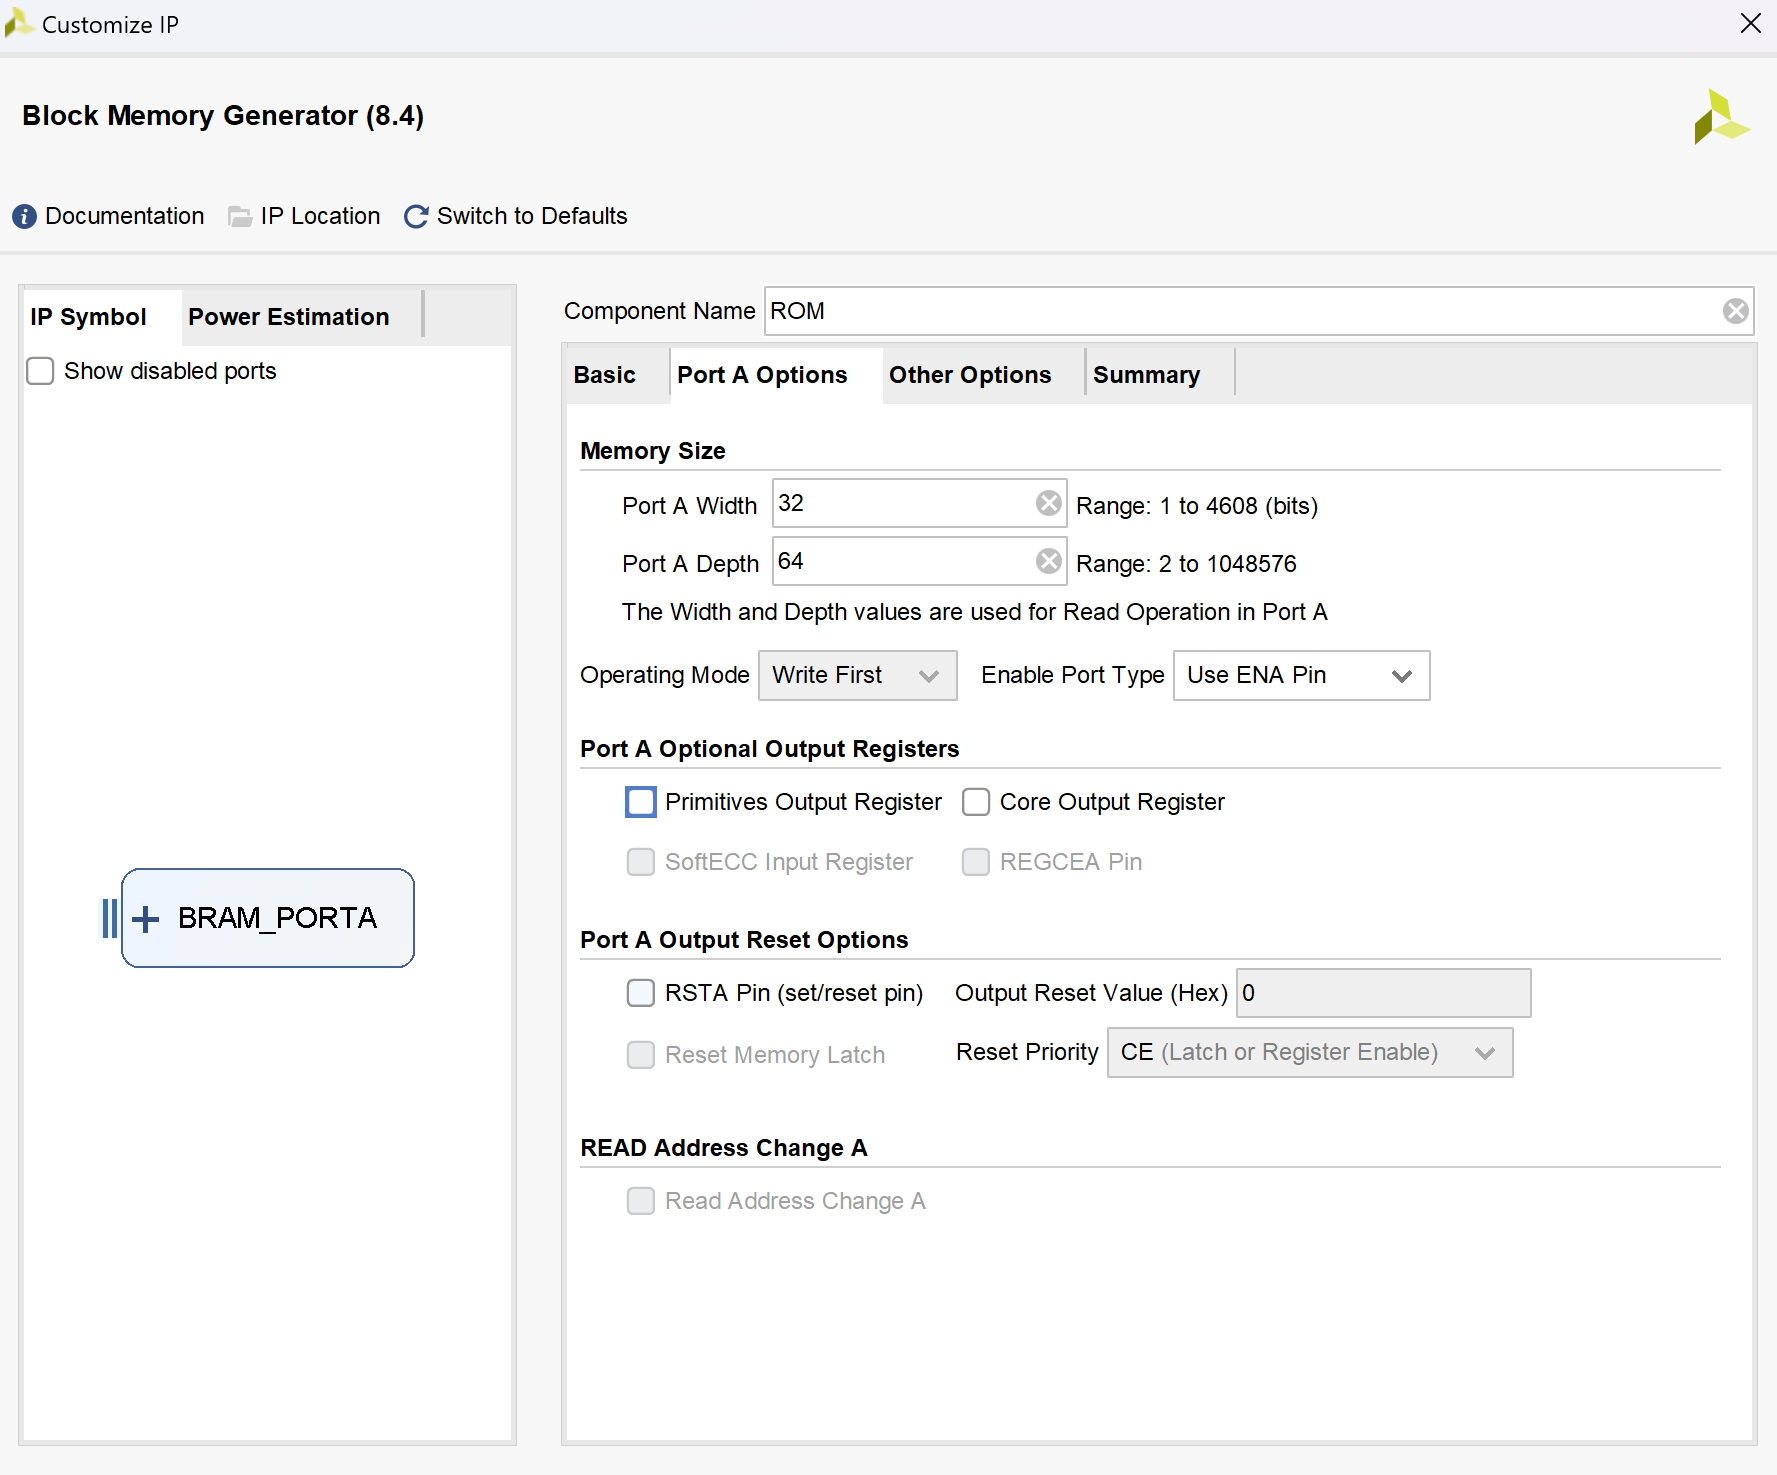 Customize IP
Block Memory Generator (8.4)
Documentation IP Location Switch to Defaults
IP Symbol Power Estimation
Show disabled ports
BRAM_PORTA
Component Name ROM
Basic Port A Options Other Options Summary
Memory Size
Port A Width 32 Range: 1 to 4608 (bits)
Port A Depth 64 Range: 2 to 1048576
The Width and Depth values are used for Read Operation in Port A
Operating Mode Write First Enable Port Type Use ENA Pin
Port A Optional Output Registers
Primitives Output Register Core Output Register
SoftECC Input Register REGCEA Pin
Port A Output Reset Options
RSTA Pin (set/reset pin) Output Reset Value (Hex) 0
Reset Memory Latch Reset Priority CE (Latch or Register Enable)
READ Address Change A
Read Address Change A